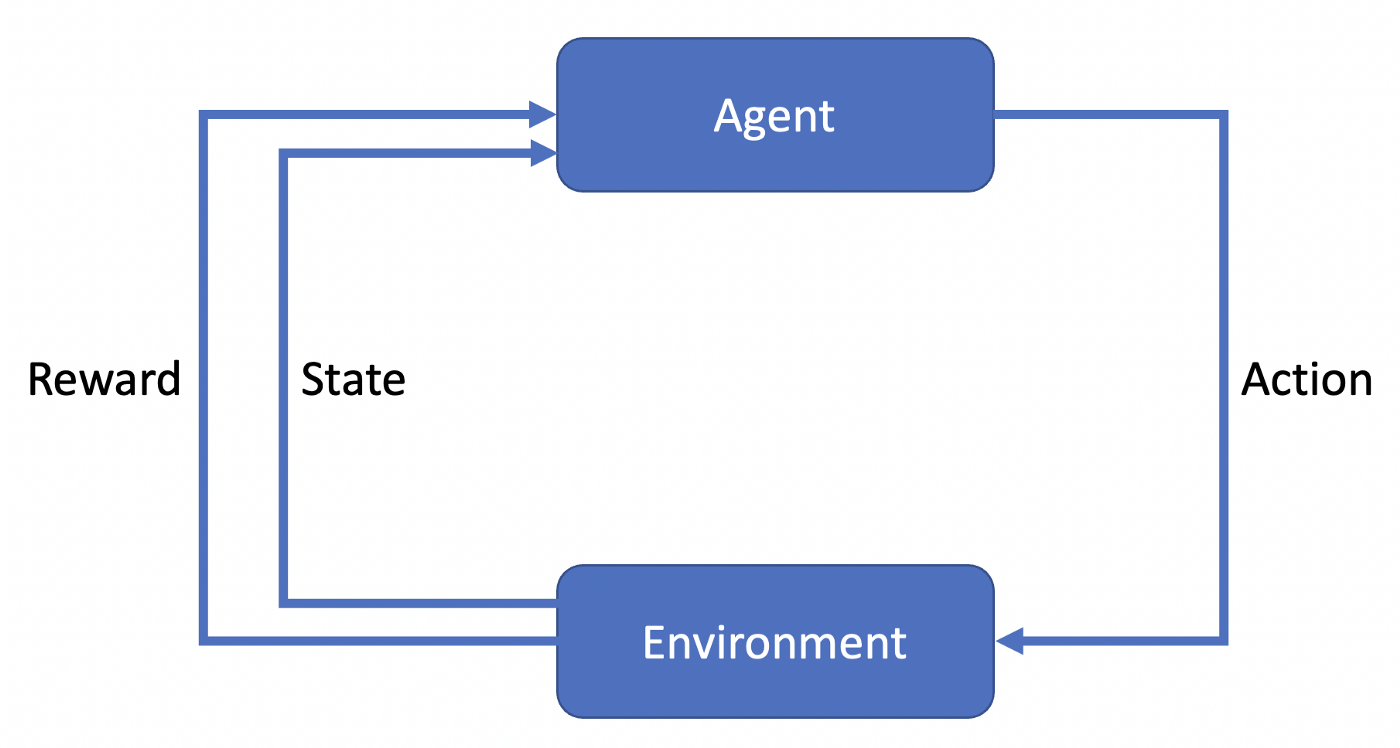 Agent
Reward
State
Action
Environment